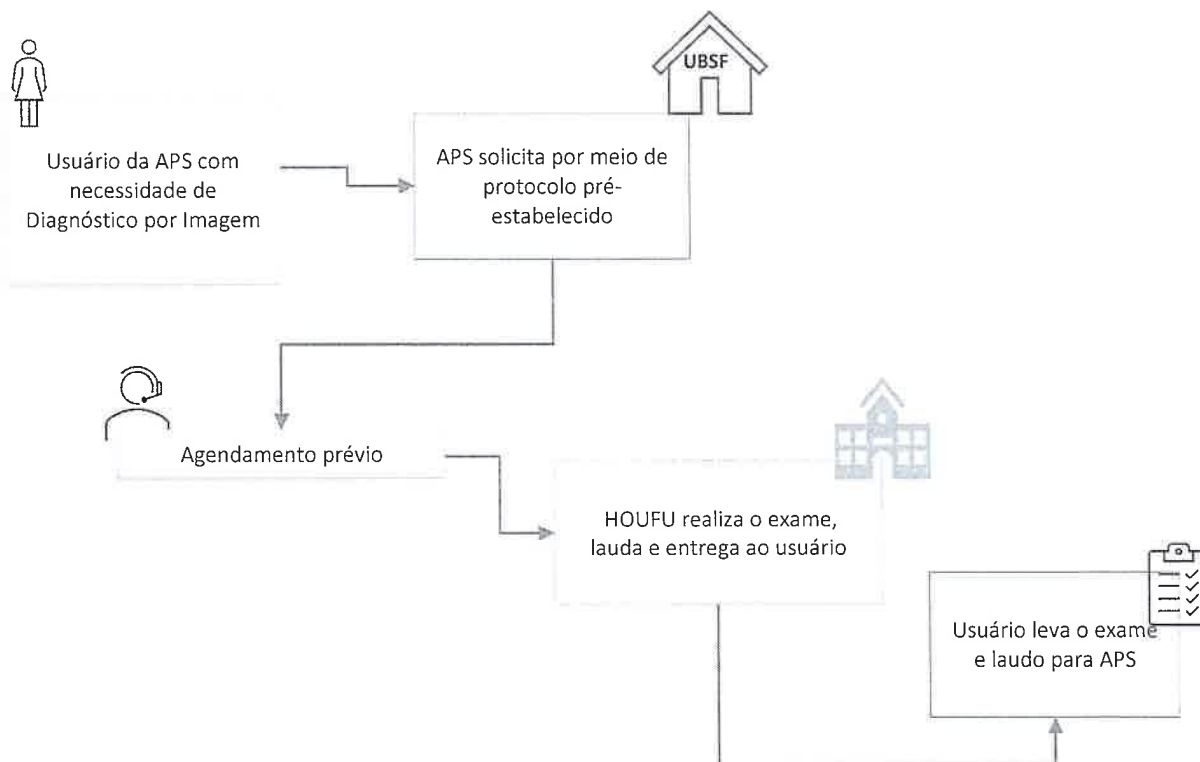 UBSF
Usuário da APS com
necessidade de
Diagnóstico por Imagem
APS solicita por meio de
protocolo pré-
estabelecido
Agendamento prévio
HOUFU realiza o exame,
lauda e entrega ao usuário
Usuário leva o exame
e laudo para APS